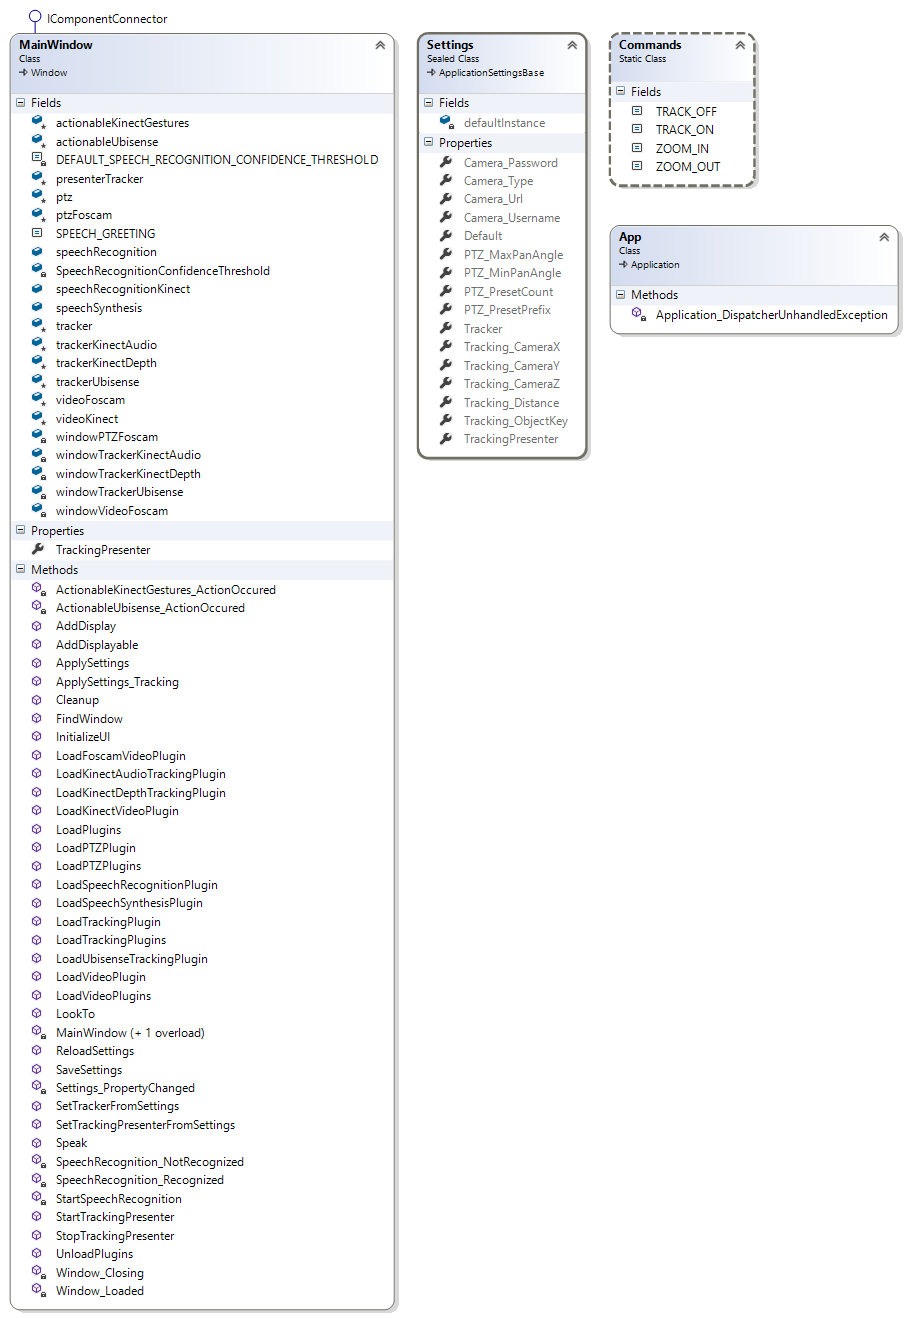 IComponentConnector
MainWindow
Class
Window
Fields
actionableKinectGestures
actionableUbisense
DEFAULT_SPEECH_RECOGNITION_CONFIDENCE_THRESHOLD
presenterTracker
ptz
ptzFoscam
SPEECH_GREETING
speechRecognition
SpeechRecognitionConfidenceThreshold
speechRecognitionKinect
speechSynthesis
tracker
trackerKinectAudio
trackerKinectDepth
trackerUbisense
videoFoscam
videoKinect
windowPTZFoscam
windowTrackerKinectAudio
windowTrackerKinectDepth
windowTrackerUbisense
windowVideoFoscam
Properties
TrackingPresenter
Methods
ActionableKinectGestures_ActionOccured
ActionableUbisense_ActionOccured
AddDisplay
AddDisplayable
ApplySettings
ApplySettings_Tracking
Cleanup
FindWindow
InitializeUI
LoadFoscamVideoPlugin
LoadKinectAudioTrackingPlugin
LoadKinectDepthTrackingPlugin
LoadKinectVideoPlugin
LoadPlugins
LoadPTZPlugin
LoadPTZPlugins
LoadSpeechRecognitionPlugin
LoadSpeechSynthesisPlugin
LoadTrackingPlugin
LoadTrackingPlugins
LoadUbisenseTrackingPlugin
LoadVideoPlugin
LoadVideoPlugins
LookTo
MainWindow (+ 1 overload)
ReloadSettings
SaveSettings
Settings_PropertyChanged
SetTrackerFromSettings
SetTrackingPresenterFromSettings
Speak
SpeechRecognition_NotRecognized
SpeechRecognition_Recognized
StartSpeechRecognition
StartTrackingPresenter
StopTrackingPresenter
UnloadPlugins
Window_Closing
Window_Loaded
Settings
Sealed Class
ApplicationSettingsBase
Fields
defaultInstance
Properties
Camera_Password
Camera_Type
Camera_Url
Camera_Username
Default
PTZ_MaxPanAngle
PTZ_MinPanAngle
PTZ_PresetCount
PTZ_PresetPrefix
Tracker
Tracking_CameraX
Tracking_CameraY
Tracking_CameraZ
Tracking_Distance
Tracking_ObjectKey
TrackingPresenter
Commands
Static Class
Fields
TRACK_OFF
TRACK_ON
ZOOM_IN
ZOOM_OUT
App
Class
Application
Methods
Application_DispatcherUnhandledException